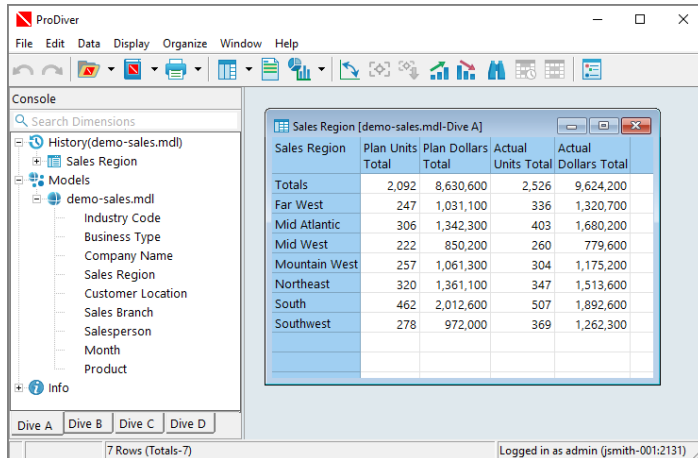 ProDiver
File Edit Data Display Organize Window Help
Console
Search Dimensions
History(demo-sales.mdl)
Sales Region
Models
demo-sales.mdl
Industry Code
Business Type
Company Name
Sales Region
Customer Location
Sales Branch
Salesperson
Month
Product
Info
Dive A Dive B Dive C Dive D
Sales Region [demo-sales.mdl-Dive A]
Sales Region Plan Units Plan Dollars Actual Actual
Total Total Units Total Dollars Total
Totals 2,092 8,630,600 2,526 9,624,200
Far West 247 1,031,100 336 1,320,700
Mid Atlantic 306 1,342,300 403 1,680,200
Mid West 222 850,200 260 779,600
Mountain West 257 1,061,300 304 1,175,200
Northeast 320 1,361,100 347 1,513,600
South 462 2,012,600 507 1,892,600
Southwest 278 972,000 369 1,262,300
7 Rows (Totals-7) Logged in as admin (jsmith-001:2131)